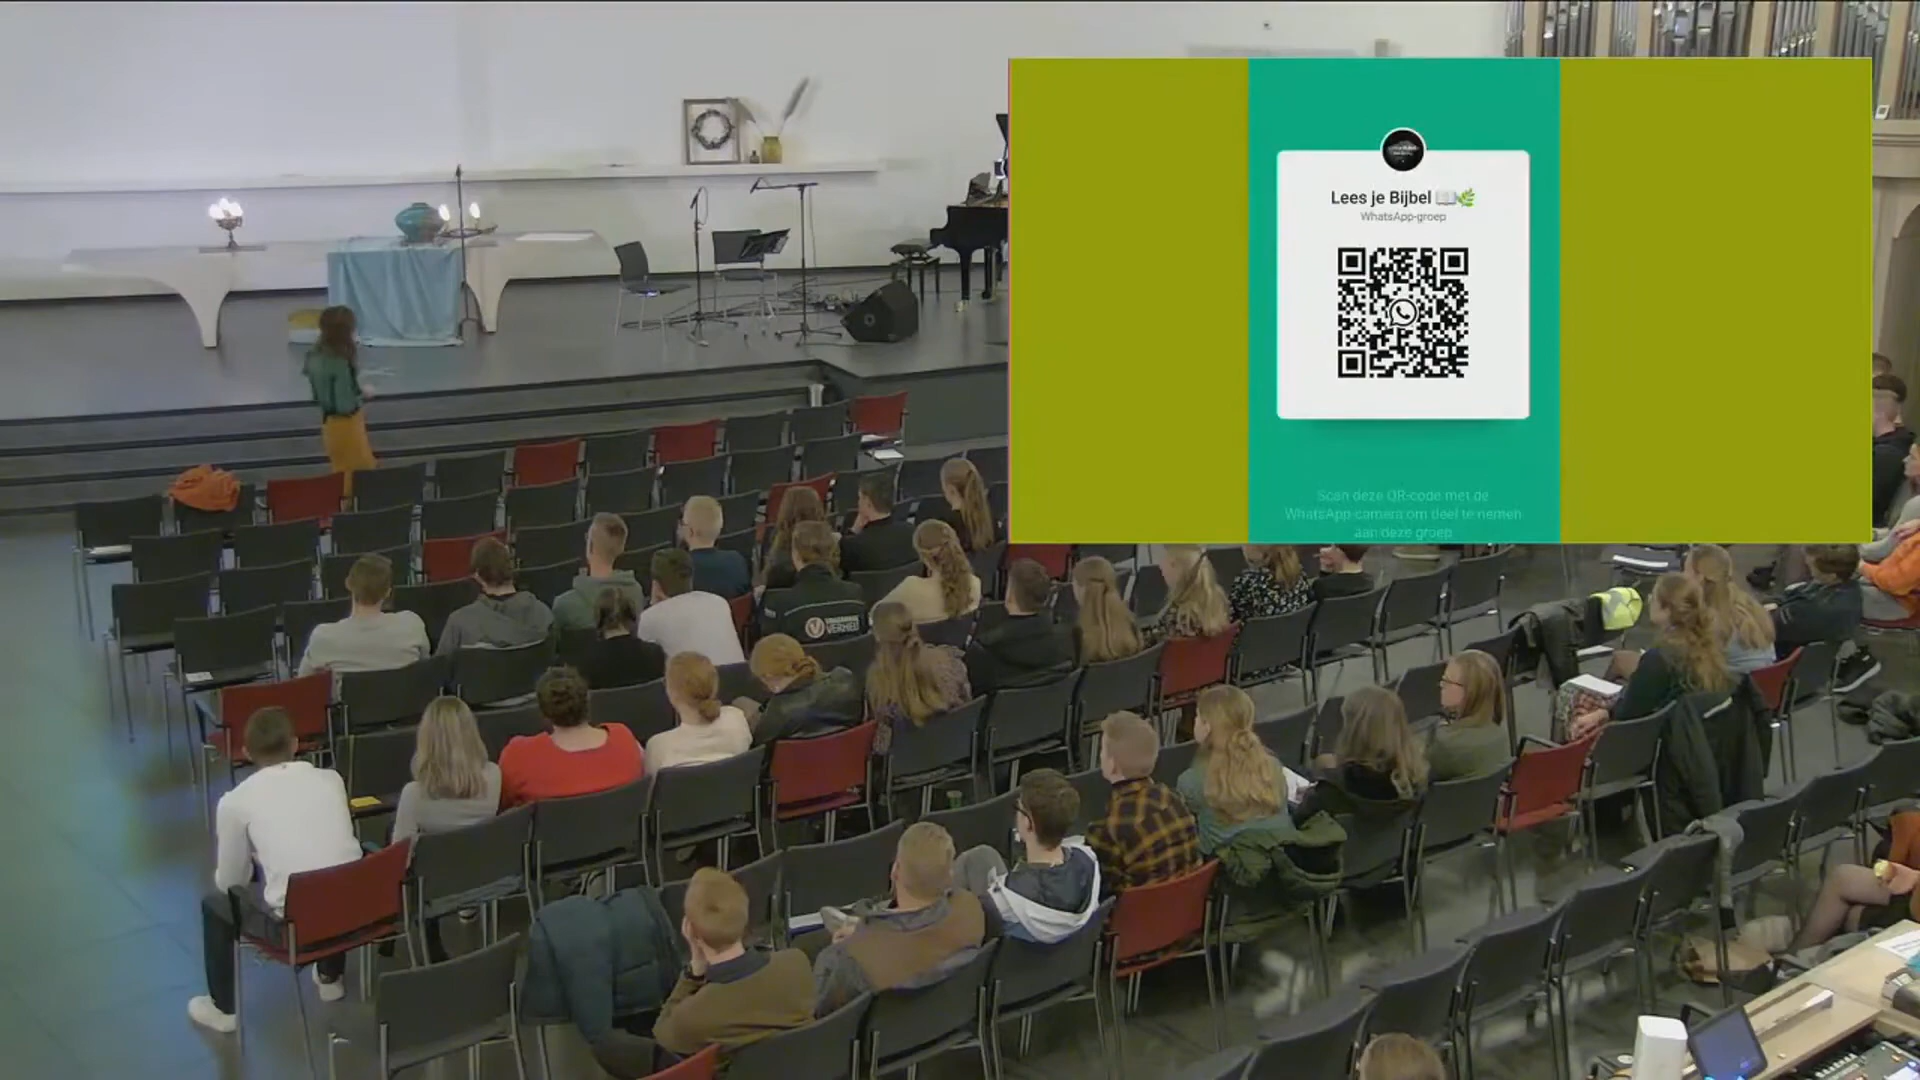 Lees je Bijbel 📖🌿
WhatsApp-groep
Scan deze QR-code met de
WhatsApp-camera om deel te nemen
aan deze groep
VERHEIJ